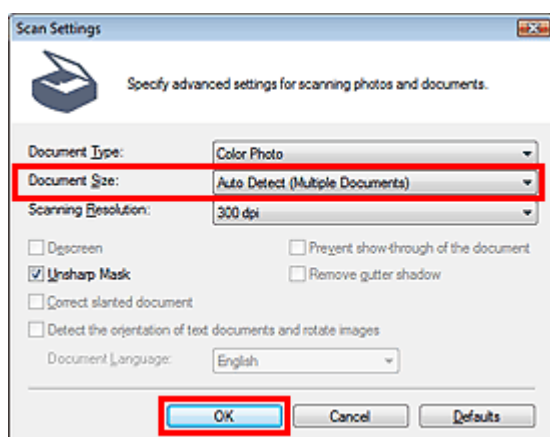 Scan Settings
Specify advanced settings for scanning photos and documents.
Document Type: Color Photo
Document Size: Auto Detect (Multiple Documents)
Scanning Resolution: 300 dpi
Descreen Prevent show-through of the document
Unsharp Mask Remove gutter shadow
Correct slanted document
Detect the orientation of text documents and rotate images
Document Language: English
OK Cancel Defaults